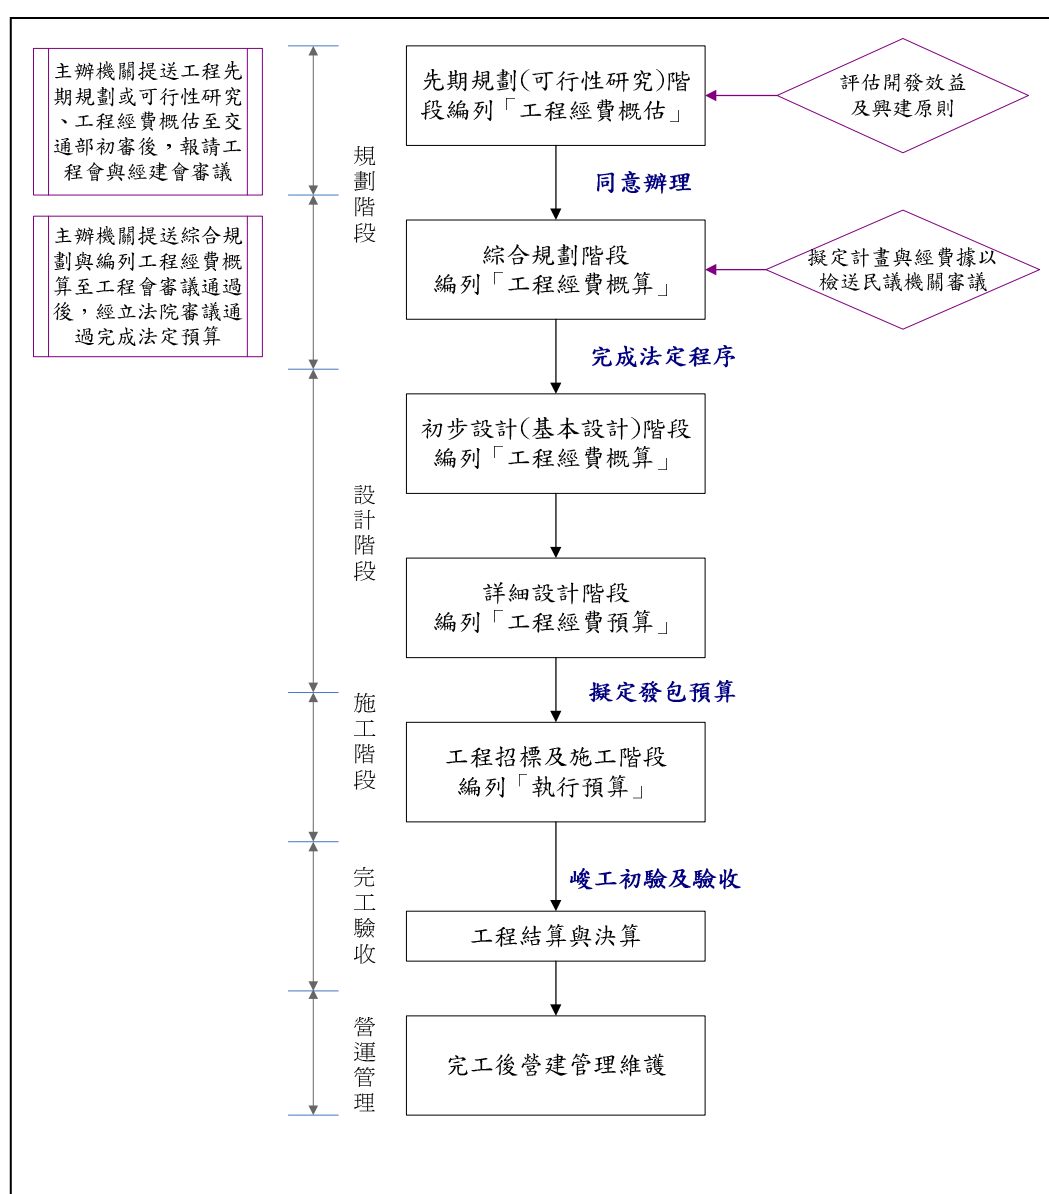 主辦機關提送工程先
期規劃或可行性研究
、工程經費概估至交
通部初審後，報請工
程會與經建會審議
先期規劃(可行性研究)階
段編列「工程經費概估」
評估開發效益
及興建原則
規劃階段
同意辦理
主辦機關提送綜合規
劃與編列工程經費概
算至工程會審議通過
後，經立法院審議通
過完成法定預算
綜合規劃階段
編列「工程經費概算」
擬定計畫與經費據以
檢送民議機關審議
完成法定程序
初步設計(基本設計)階段
編列「工程經費概算」
設計階段
詳細設計階段
編列「工程經費預算」
擬定發包預算
施工階段
工程招標及施工階段
編列「執行預算」
峻工初驗及驗收
完工驗收
工程結算與決算
營運管理
完工後營建管理維護